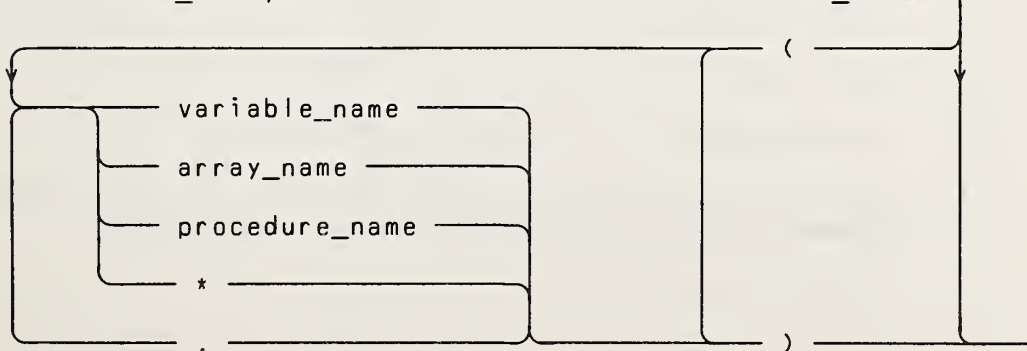 (
variable_name
array_name
procedure_name
*
, )